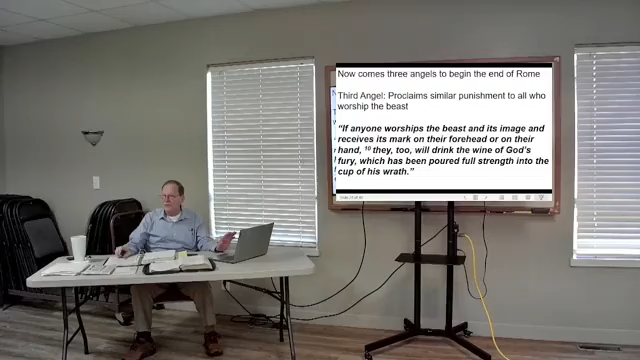 Now comes three angels to begin the end of Rome
Third Angel: Proclaims similar punishment to all who
worship the beast
"If anyone worships the beast and its image and
receives its mark on their forehead or on their
hand, 10 they, too, will drink the wine of God's
fury, which has been poured full strength into the
cup of his wrath."